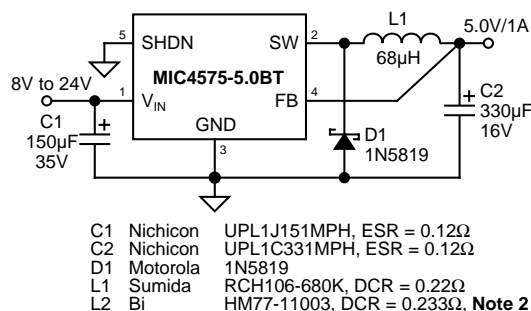 L1
5.0V/1A
5
SHDN
SW
2
68µH
MIC4575-5.0BT
8V to 24V
1
VIN
FB
4
C2
330µF
16V
+
C1
150µF
35V
+
GND
3
D1
1N5819
C1 Nichicon UPL1J151MPH, ESR = 0.12Ω
C2 Nichicon UPL1C331MPH, ESR = 0.12Ω
D1 Motorola 1N5819
L1 Sumida RCH106-680K, DCR = 0.22Ω
L2 Bi HM77-11003, DCR = 0.233Ω, Note 2